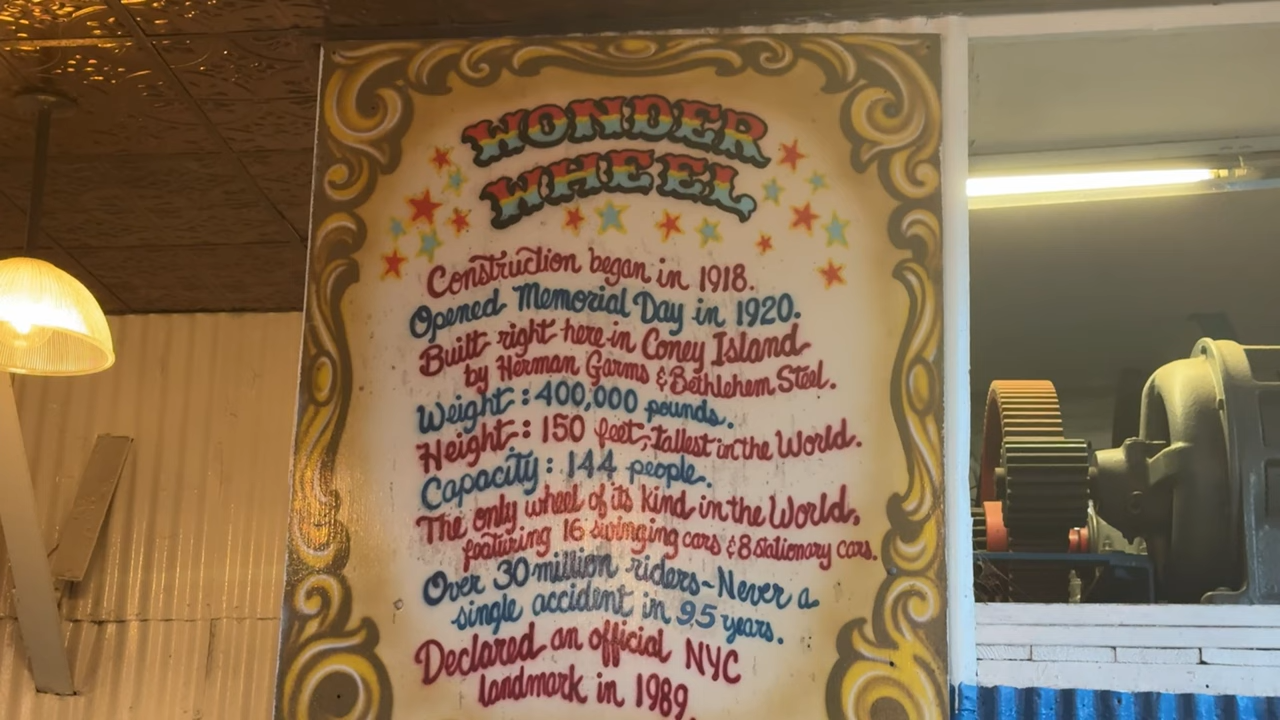 WONDER
WHEEL
Construction began in 1918.
Opened Memorial Day in 1920.
Built right here in Coney Island
by Herman Garms & Bethlehem Steel.
Weight: 400,000 pounds.
Height: 150 feet, tallest in the World.
Capacity: 144 people.
The only wheel of its kind in the World,
featuring 16 swinging cars & 8 stationary cars.
Over 30 million riders - Never a
single accident in 95 years.
Declared an official NYC
landmark in 1989.